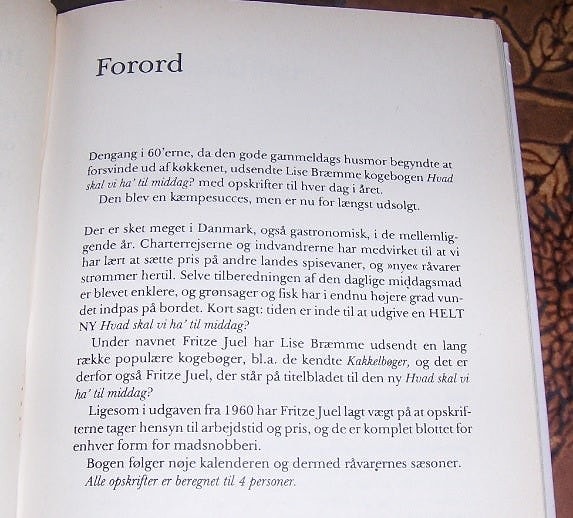 Forord
Dengang i 60'erne, da den gode gammeldags husmor begyndte at
forsvinde ud af køkkenet, udsendte Lise Bræmme kogebogen Hvad
skal vi ha' til middag? med opskrifter til hver dag i året.
Den blev en kæmpesucces, men er nu for længst udsolgt.
Der er sket meget i Danmark, også gastronomisk, i de mellemlig-
gende år. Charterrejserne og indvandrerne har medvirket til at vi
har lært at sætte pris på andre landes spisevaner, og »nye« råvarer
strømmer hertil. Selve tilberedningen af den daglige middagsmad
er blevet enklere, og grønsager og fisk har i endnu højere grad vun-
det indpas på bordet. Kort sagt: tiden er inde til at udgive en HELT
NY Hvad skal vi ha' til middag?
Under navnet Fritze Juel har Lise Bræmme udsendt en lang
række populære kogebøger, bl.a. de kendte Kakkelbøger, og det er
derfor også Fritze Juel, der står på titelbladet til den ny Hvad skal vi
ha' til middag?
Ligesom i udgaven fra 1960 har Fritze Juel lagt vægt på at opskrif-
terne tager hensyn til arbejdstid og pris, og de er komplet blottet for
enhver form for madsnobberi.
Bogen følger nøje kalenderen og dermed råvarernes sæsoner.
Alle opskrifter er beregnet til 4 personer.